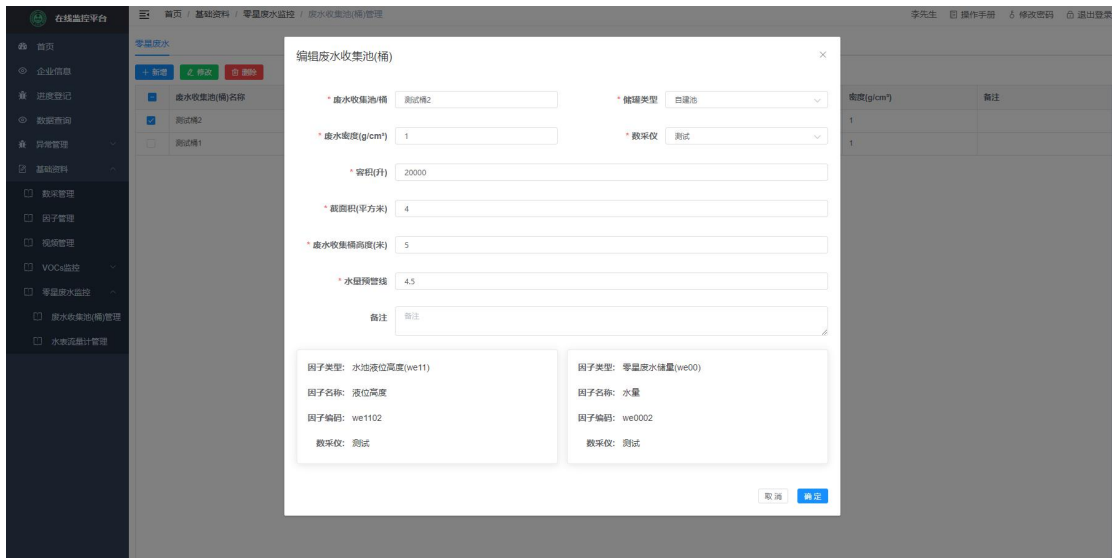 在线监控平台
首页 / 基础资料 / 零星废水监控 / 废水收集池(桶)管理
李先生 操作手册 修改密码 退出登录
首页
企业信息
进度登记
数据查询
异常管理
基础资料
数采管理
因子管理
视频管理
VOCs监控
零星废水监控
废水收集池(桶)管理
水表流量计管理
零星废水
+ 新增 修改 删除
废水收集池(桶)名称
密度(g/cm³)
备注
测试桶2
1
测试桶1
1
编辑废水收集池(桶)
* 废水收集池/桶 测试桶2
* 储罐类型 自建池
* 废水密度(g/cm³) 1
* 数采仪 测试
* 容积(升) 20000
* 截面积(平方米) 4
* 废水收集桶高度(米) 5
* 水量预警线 4.5
备注 备注
因子类型: 水池液位高度(we11)
因子名称: 液位高度
因子编码: we1102
数采仪: 测试
因子类型: 零星废水储量(we00)
因子名称: 水量
因子编码: we0002
数采仪: 测试
取消 确定